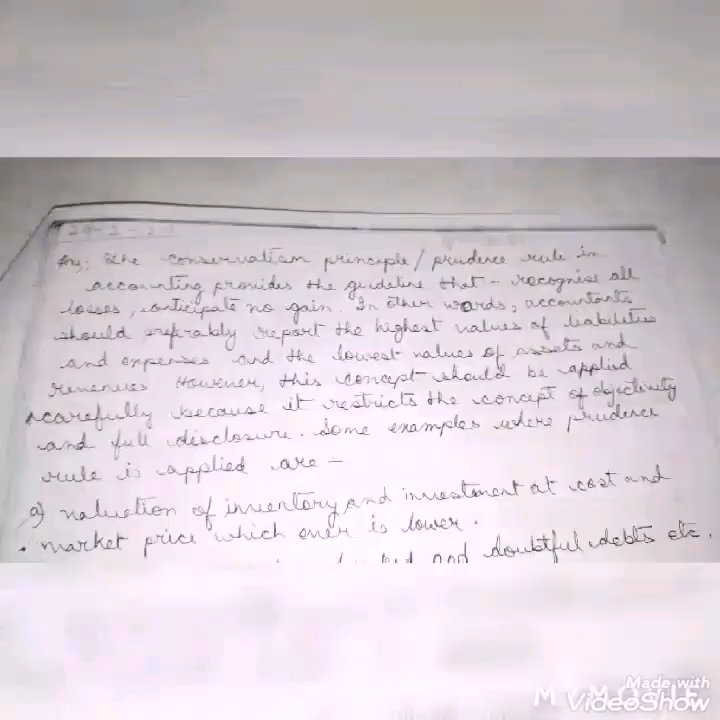 Ans: The conservatism principle / prudence rule in
accounting provides the guideline that - recognise all
losses, anticipate no gain. In other words, accountants
should preferably report the highest values of liabilities
and expenses and the lowest values of assets and
revenues However, this concept should be applied
carefully because it restricts the concept of objectivity
and full disclosure. Some examples where prudence
rule is applied are -
a) valuation of inventory and investment at cost and
market price which ever is lower.
and doubtful debts etc.
Made with
VideoShow